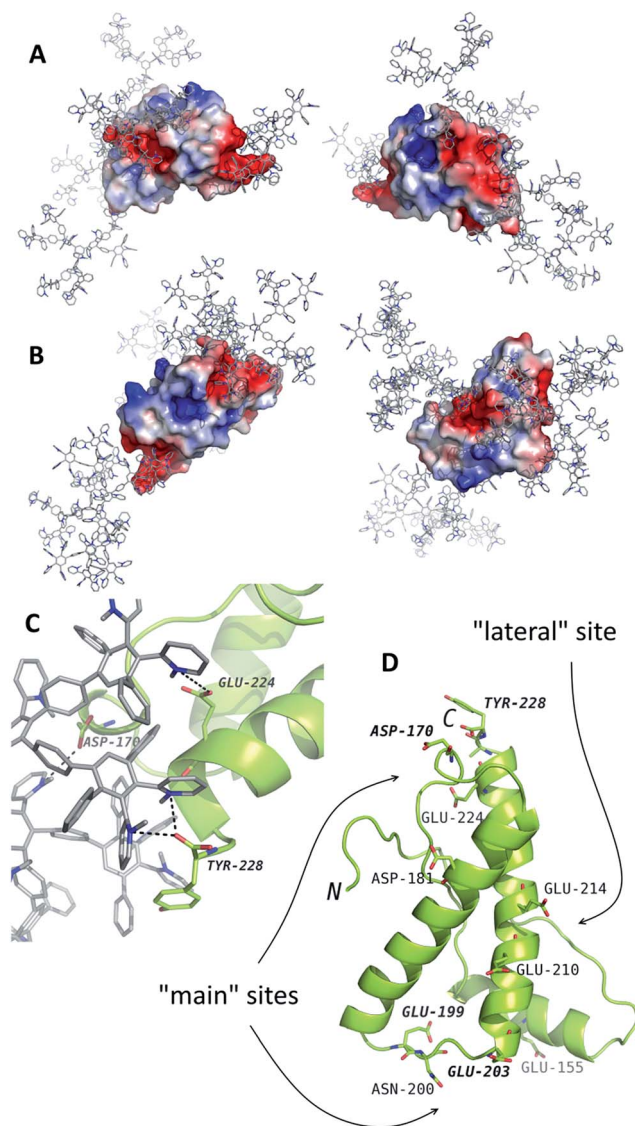 A
B
C
GLU-224
ASP-170
TYR-228
"lateral" site
D
C
TYR-228
ASP-170
GLU-224
N
ASP-181
GLU-214
GLU-210
"main" sites
GLU-199
ASN-200
GLU-203
GLU-155